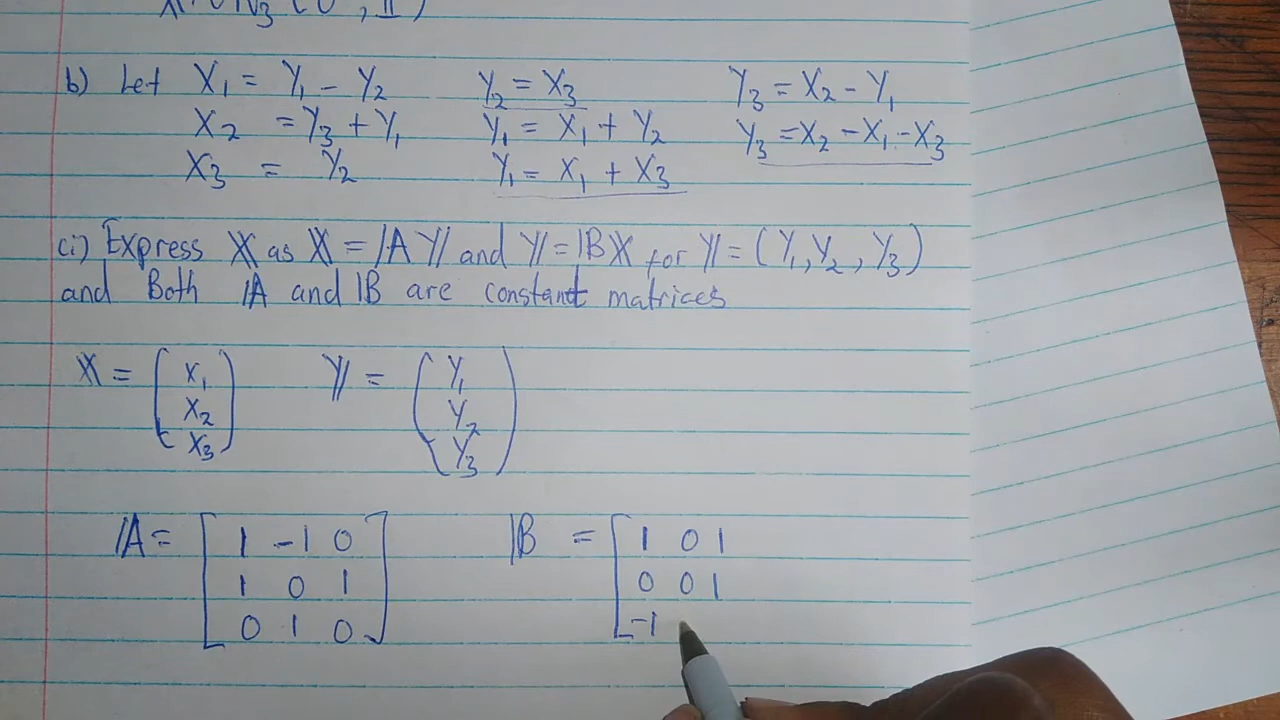 b) Let X₁ = Y₁ - Y₂ Y₂ = X₃ Y₃ = X₂ - Y₁
X₂ = Y₃ + Y₁ Y₁ = X₁ + Y₂ Y₃ = X₂ - X₁ - X₃
X₃ = Y₂ Y₁ = X₁ + X₃
ci) Express 𝕏 as 𝕏 = 𝔸𝕐 and 𝕐 = 𝔹𝕏 for 𝕐 = (Y₁, Y₂, Y₃)
and Both 𝔸 and 𝔹 are constant matrices
𝕏 = ( X₁ 𝕐 = ( Y₁
X₂ Y₂
X₃ ) Y₃ )
𝔸 = [ 1 -1 0 𝔹 = [ 1 0 1
1 0 1 0 0 1
0 1 0 ] -1